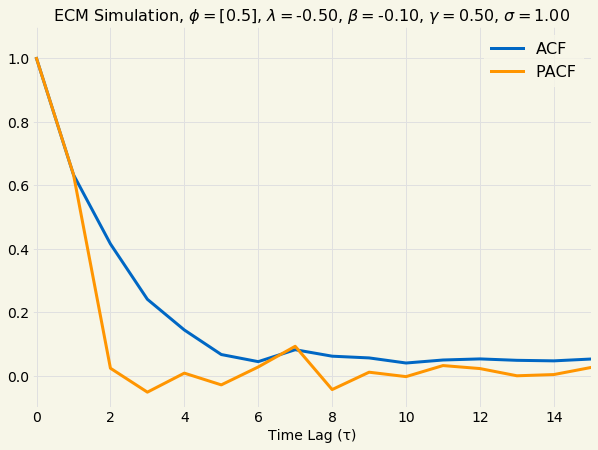 ECM Simulation, ϕ = [0.5], λ = -0.50, β = -0.10, γ = 0.50, σ = 1.00
ACF
PACF
1.0
0.8
0.6
0.4
0.2
0.0
0 2 4 6 8 10 12 14
Time Lag (τ)